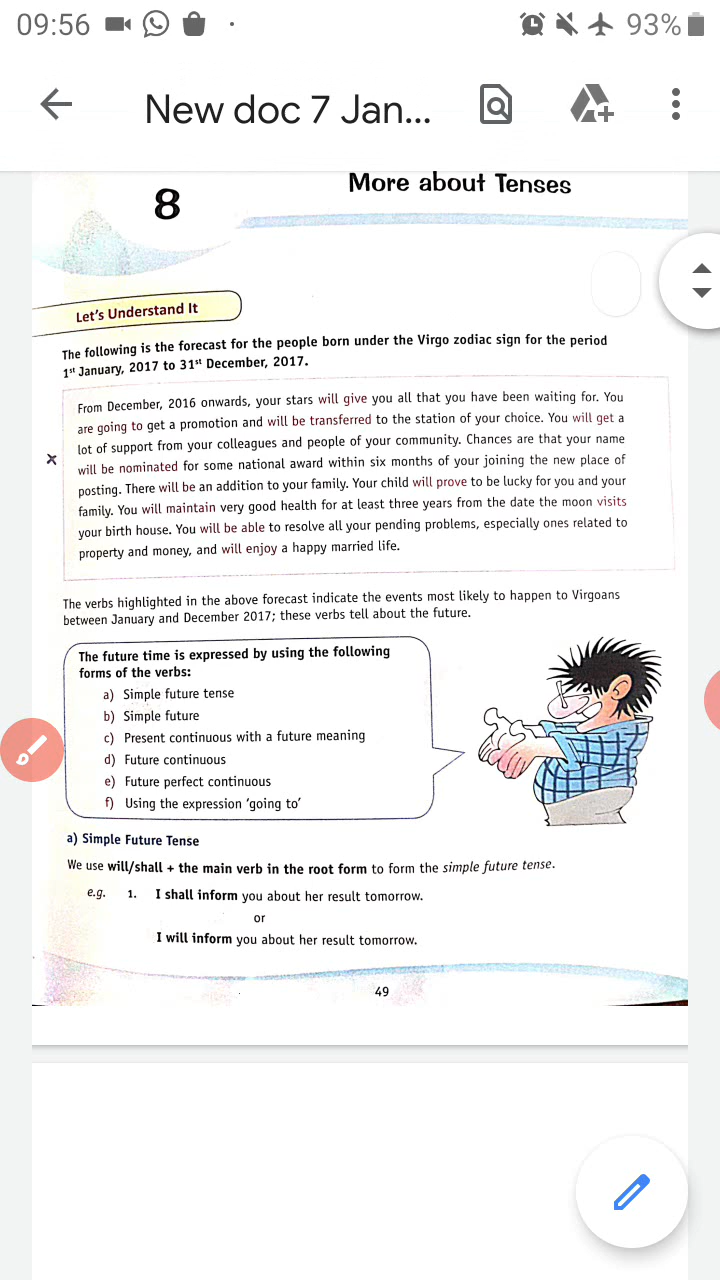 09:56
93%
New doc 7 Jan...
8
More about Tenses
Let's Understand It
The following is the forecast for the people born under the Virgo zodiac sign for the period
1st January, 2017 to 31st December, 2017.
From December, 2016 onwards, your stars will give you all that you have been waiting for. You
are going to get a promotion and will be transferred to the station of your choice. You will get a
lot of support from your colleagues and people of your community. Chances are that your name
x will be nominated for some national award within six months of your joining the new place of
posting. There will be an addition to your family. Your child will prove to be lucky for you and your
family. You will maintain very good health for at least three years from the date the moon visits
your birth house. You will be able to resolve all your pending problems, especially ones related to
property and money, and will enjoy a happy married life.
The verbs highlighted in the above forecast indicate the events most likely to happen to Virgoans
between January and December 2017; these verbs tell about the future.
The future time is expressed by using the following
forms of the verbs:
a) Simple future tense
b) Simple future
c) Present continuous with a future meaning
d) Future continuous
e) Future perfect continuous
f) Using the expression 'going to'
a) Simple Future Tense
We use will/shall + the main verb in the root form to form the simple future tense.
e.g. 1. I shall inform you about her result tomorrow.
or
I will inform you about her result tomorrow.
49